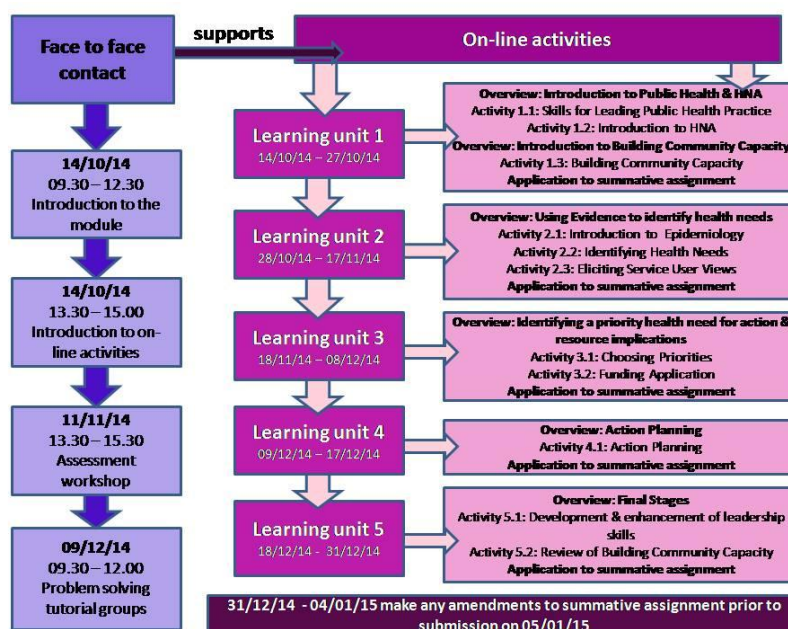 Face to face
contact
supports
On-line activities
14/10/14
09.30 – 12.30
Introduction to the
module
14/10/14
13.30 – 15.00
Introduction to on-
line activities
11/11/14
13.30 – 15.30
Assessment
workshop
09/12/14
09.30 – 12.00
Problem solving
tutorial groups
Learning unit 1
14/10/14 – 27/10/14
Overview: Introduction to Public Health & HNA
Activity 1.1: Skills for Leading Public Health Practice
Activity 1.2: Introduction to HNA
Overview: Introduction to Building Community Capacity
Activity 1.3: Building Community Capacity
Application to summative assignment
Learning unit 2
28/10/14 – 17/11/14
Overview: Using Evidence to identify health needs
Activity 2.1: Introduction to Epidemiology
Activity 2.2: Identifying Health Needs
Activity 2.3: Eliciting Service User Views
Application to summative assignment
Learning unit 3
18/11/14 – 08/12/14
Overview: Identifying a priority health need for action &
resource implications
Activity 3.1: Choosing Priorities
Activity 3.2: Funding Application
Application to summative assignment
Learning unit 4
09/12/14 – 17/12/14
Overview: Action Planning
Activity 4.1: Action Planning
Application to summative assignment
Learning unit 5
18/12/14 - 31/12/14
Overview: Final Stages
Activity 5.1: Development & enhancement of leadership
skills
Activity 5.2: Review of Building Community Capacity
Application to summative assignment
31/12/14 – 04/01/15 make any amendments to summative assignment prior to
submission on 05/01/15